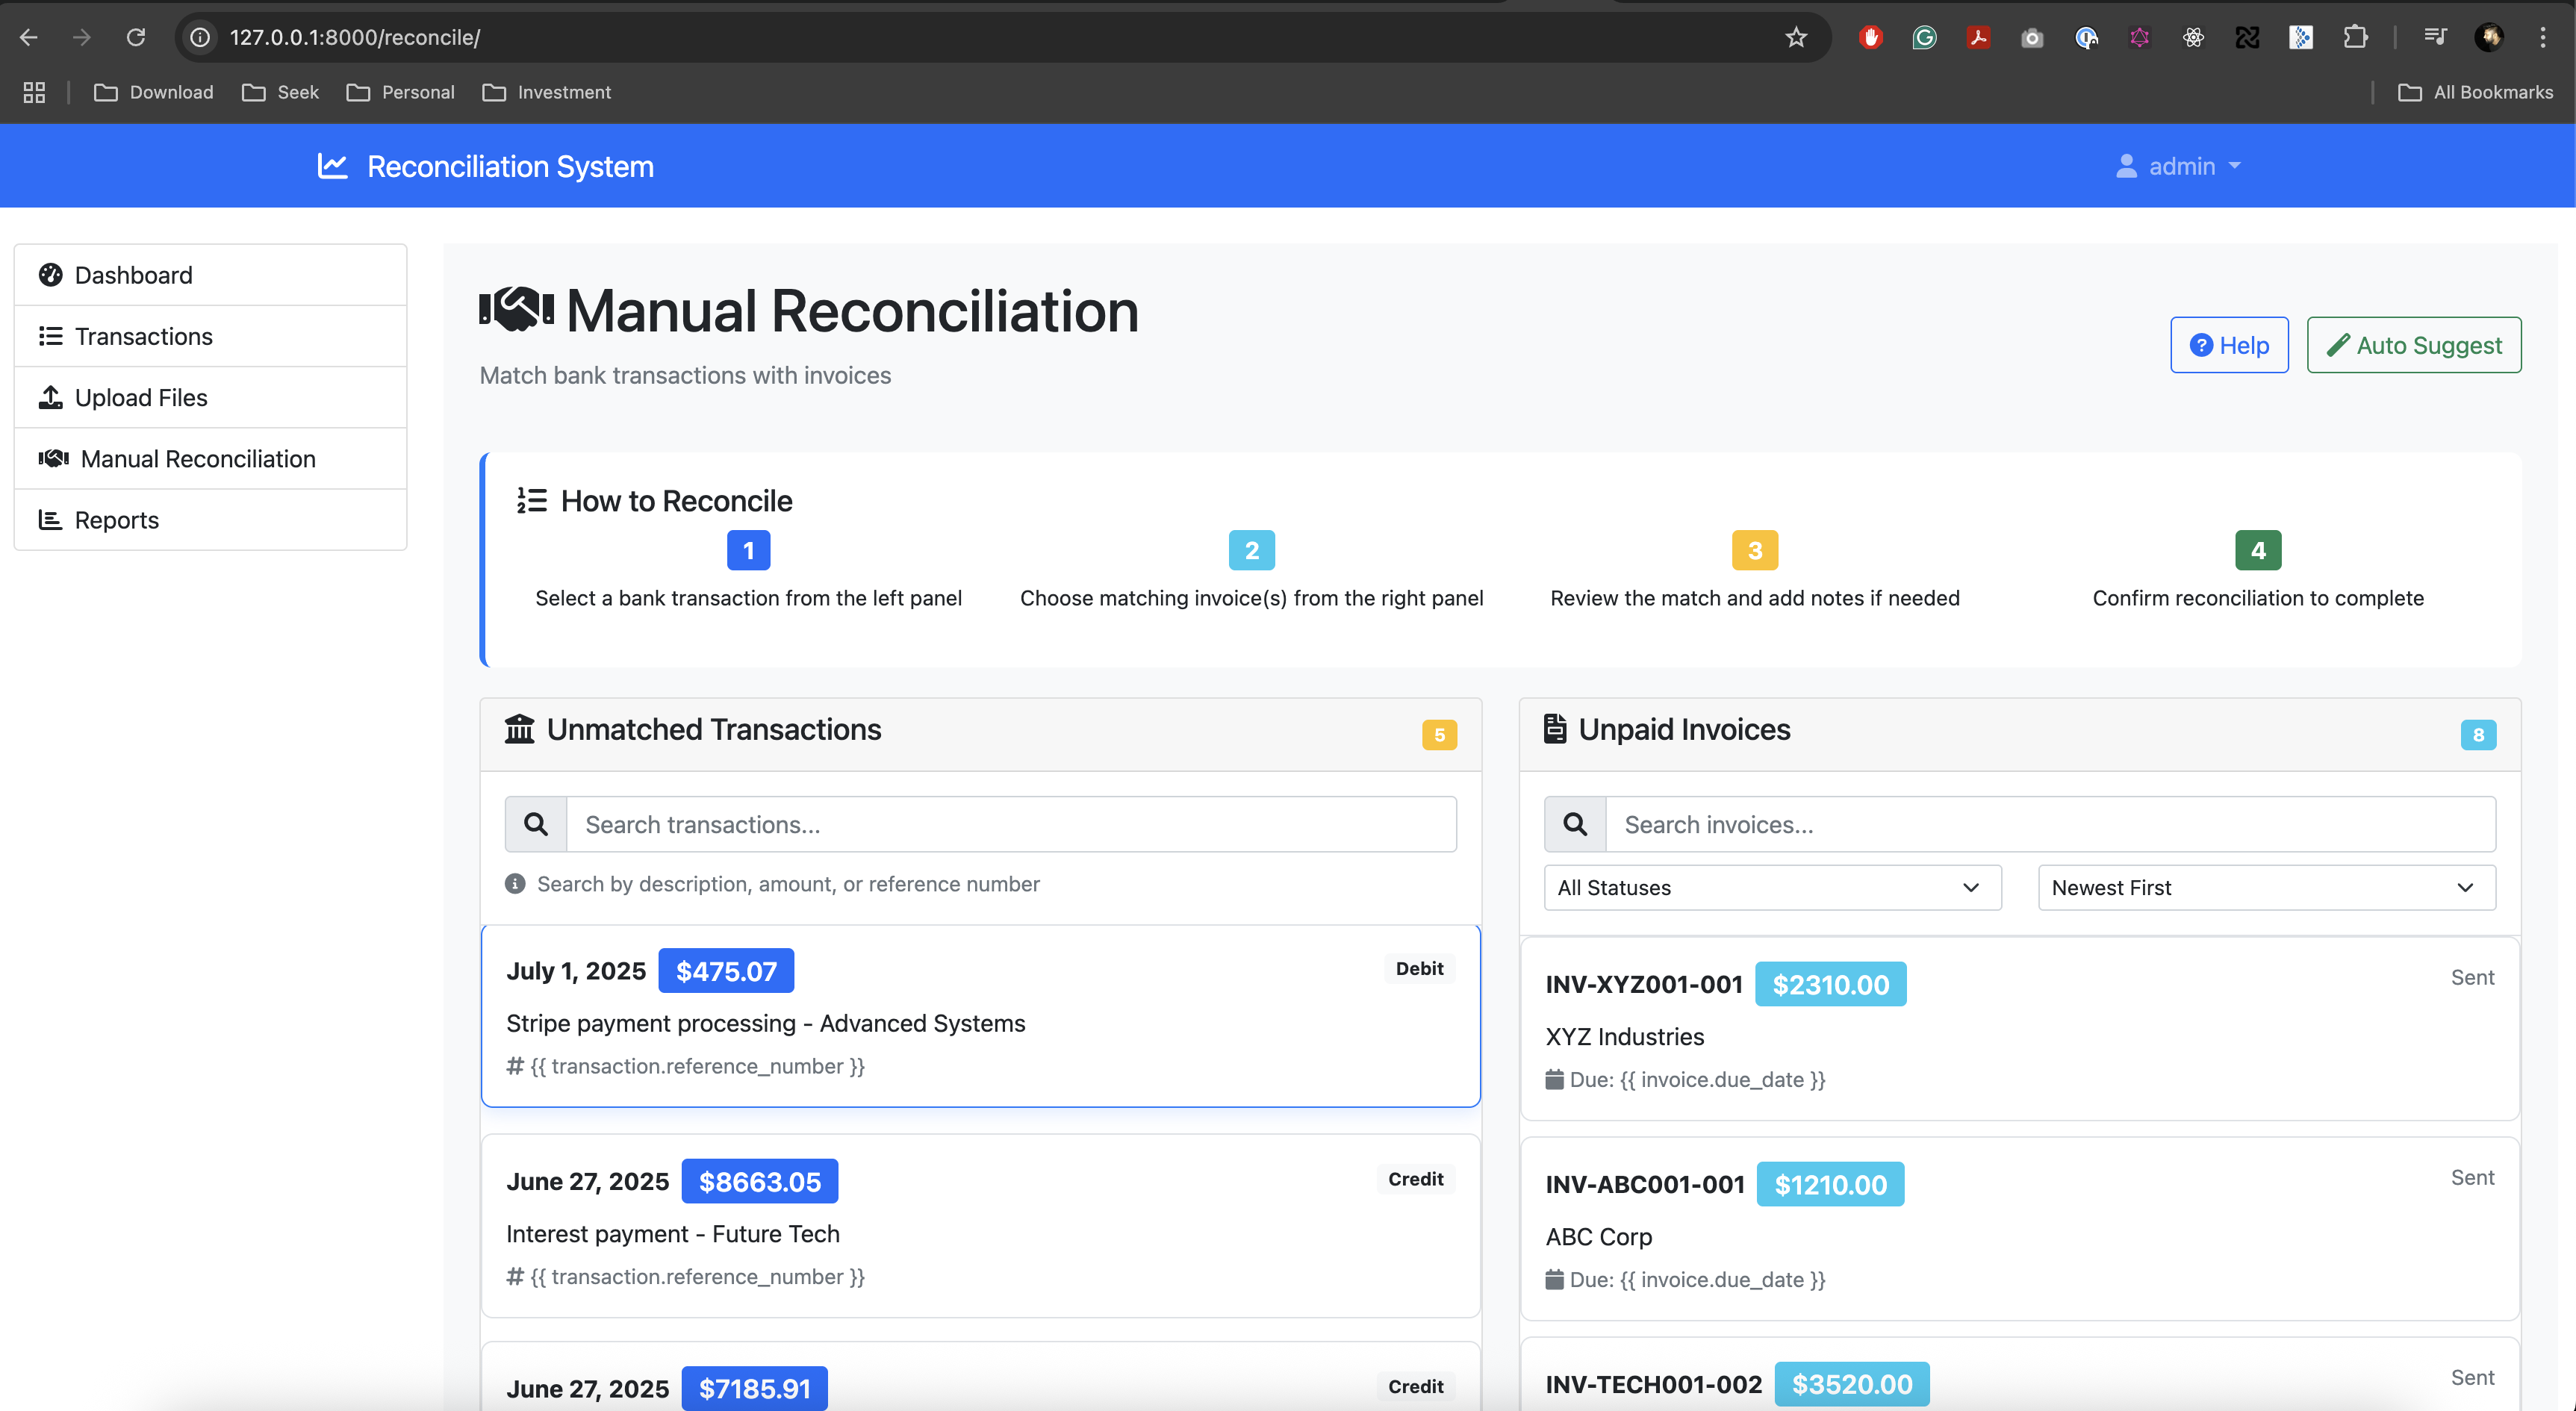 127.0.0.1:8000/reconcile/
Download
Seek
Personal
Investment
All Bookmarks
Reconciliation System
admin
Dashboard
Transactions
Upload Files
Manual Reconciliation
Reports
Manual Reconciliation
Match bank transactions with invoices
Help
Auto Suggest
How to Reconcile
1
Select a bank transaction from the left panel
2
Choose matching invoice(s) from the right panel
3
Review the match and add notes if needed
4
Confirm reconciliation to complete
Unmatched Transactions
5
Search transactions...
Search by description, amount, or reference number
July 1, 2025 $475.07 Debit
Stripe payment processing - Advanced Systems
# {{ transaction.reference_number }}
June 27, 2025 $8663.05 Credit
Interest payment - Future Tech
# {{ transaction.reference_number }}
June 27, 2025 $7185.91 Credit
Unpaid Invoices
8
Search invoices...
All Statuses
Newest First
INV-XYZ001-001 $2310.00 Sent
XYZ Industries
Due: {{ invoice.due_date }}
INV-ABC001-001 $1210.00 Sent
ABC Corp
Due: {{ invoice.due_date }}
INV-TECH001-002 $3520.00 Sent